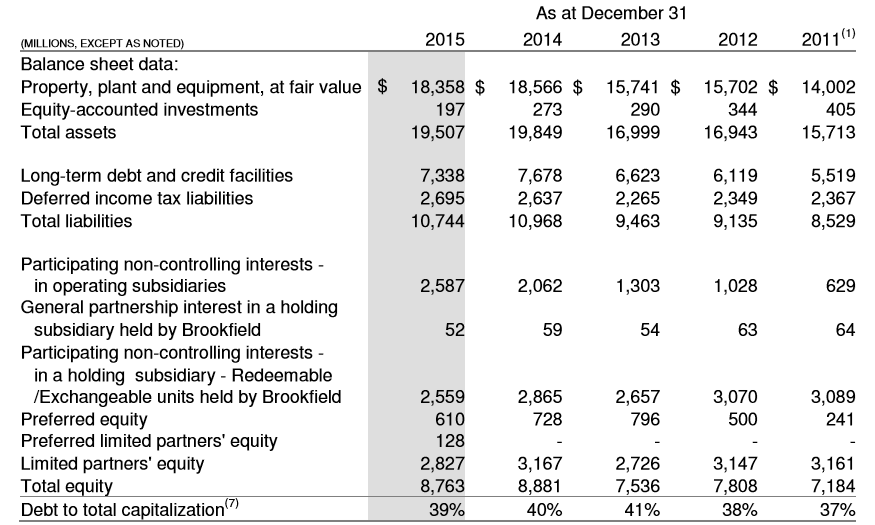 As at December 31
(MILLIONS, EXCEPT AS NOTED) 2015 2014 2013 2012 2011(1)
Balance sheet data:
Property, plant and equipment, at fair value $ 18,358 $ 18,566 $ 15,741 $ 15,702 $ 14,002
Equity-accounted investments 197 273 290 344 405
Total assets 19,507 19,849 16,999 16,943 15,713
Long-term debt and credit facilities 7,338 7,678 6,623 6,119 5,519
Deferred income tax liabilities 2,695 2,637 2,265 2,349 2,367
Total liabilities 10,744 10,968 9,463 9,135 8,529
Participating non-controlling interests -
in operating subsidiaries 2,587 2,062 1,303 1,028 629
General partnership interest in a holding
subsidiary held by Brookfield 52 59 54 63 64
Participating non-controlling interests -
in a holding subsidiary - Redeemable
/Exchangeable units held by Brookfield 2,559 2,865 2,657 3,070 3,089
Preferred equity 610 728 796 500 241
Preferred limited partners' equity 128 - - - -
Limited partners' equity 2,827 3,167 2,726 3,147 3,161
Total equity 8,763 8,881 7,536 7,808 7,184
Debt to total capitalization(7) 39% 40% 41% 38% 37%